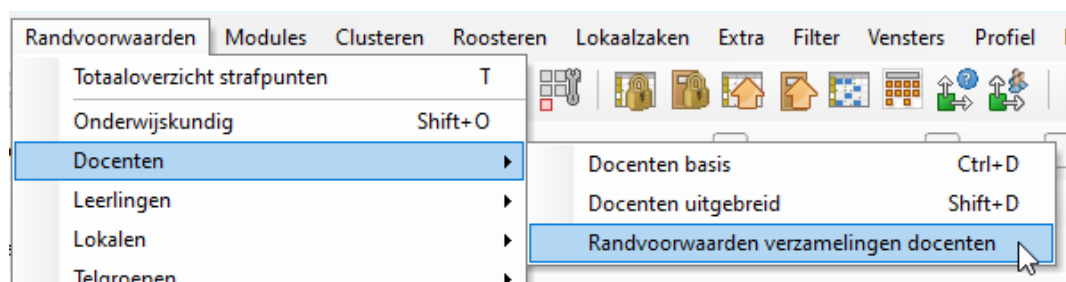 Randvoorwaarden Modules Clusteren Roosteren Lokaalzaken Extra Filter Vensters Profiel
Totaaloverzicht strafpunten T
Onderwijskundig Shift+O
Docenten
Docenten basis Ctrl+D
Leerlingen
Docenten uitgebreid Shift+D
Lokalen
Randvoorwaarden verzamelingen docenten
Telgroepen